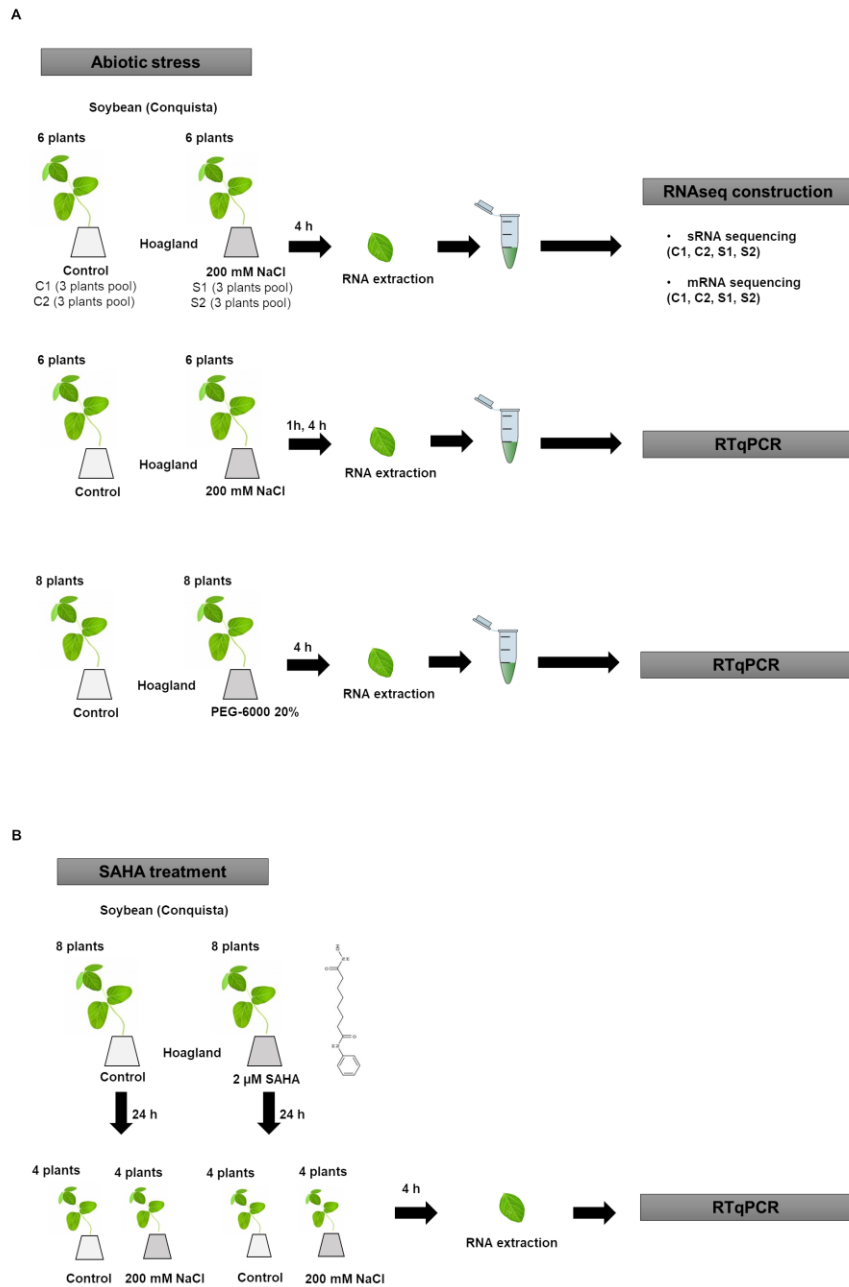 A
Abiotic stress
Soybean (Conquista)
6 plants
6 plants
Hoagland
Control
C1 (3 plants pool)
C2 (3 plants pool)
200 mM NaCl
S1 (3 plants pool)
S2 (3 plants pool)
4 h
RNA extraction
RNAseq construction
• sRNA sequencing
(C1, C2, S1, S2)
• mRNA sequencing
(C1, C2, S1, S2)
6 plants
6 plants
Hoagland
Control
200 mM NaCl
1h, 4 h
RNA extraction
RTqPCR
8 plants
8 plants
Hoagland
Control
PEG-6000 20%
4 h
RNA extraction
RTqPCR
B
SAHA treatment
Soybean (Conquista)
8 plants
8 plants
Hoagland
Control
2 µM SAHA
24 h
24 h
4 plants
4 plants
4 plants
4 plants
Control
200 mM NaCl
Control
200 mM NaCl
4 h
RNA extraction
RTqPCR